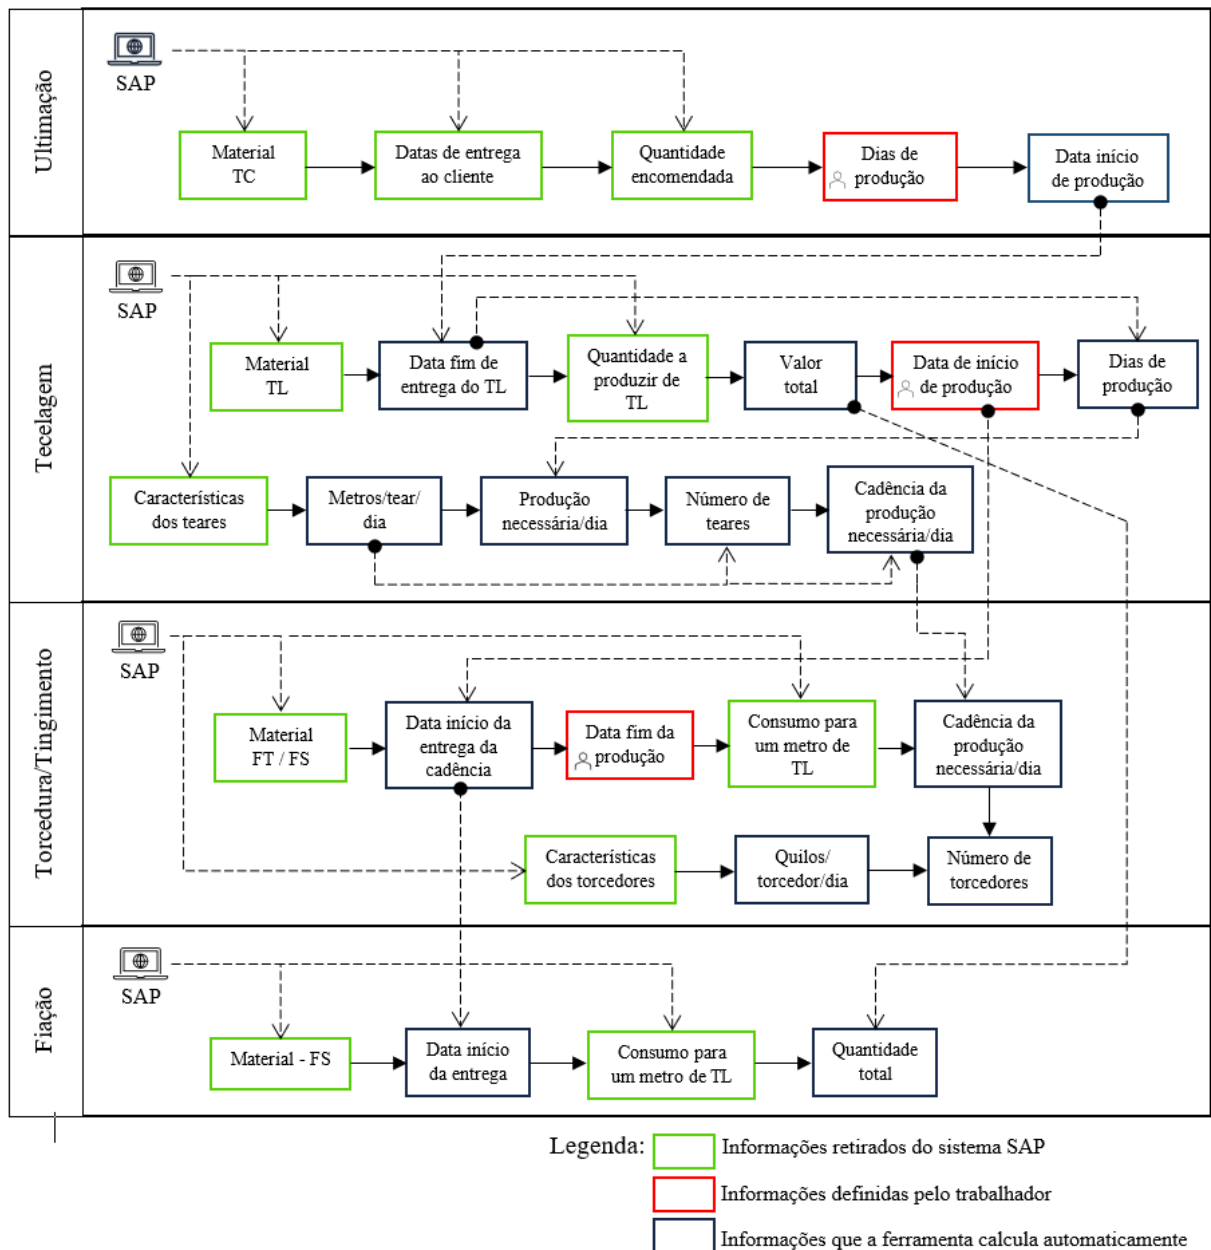 Ultimação
SAP
Material
TC
Datas de entrega
ao cliente
Quantidade
encomendada
Dias de
produção
Data início
de produção
Tecelagem
SAP
Material
TL
Data fim de
entrega do TL
Quantidade a
produzir de
TL
Valor
total
Data de início
de produção
Dias de
produção
Características
dos teares
Metros/tear/
dia
Produção
necessária/dia
Número de
teares
Cadência da
produção
necessária/dia
Torcedura/Tingimento
SAP
Material
FT / FS
Data início da
entrega da
cadência
Data fim da
produção
Consumo para
um metro de
TL
Cadência da
produção
necessária/dia
Características
dos torcedores
Quilos/
torcedor/dia
Número de
torcedores
Fiação
SAP
Material - FS
Data início
da entrega
Consumo para
um metro de TL
Quantidade
total
Legenda:
Informações retirados do sistema SAP
Informações definidas pelo trabalhador
Informações que a ferramenta calcula automaticamente